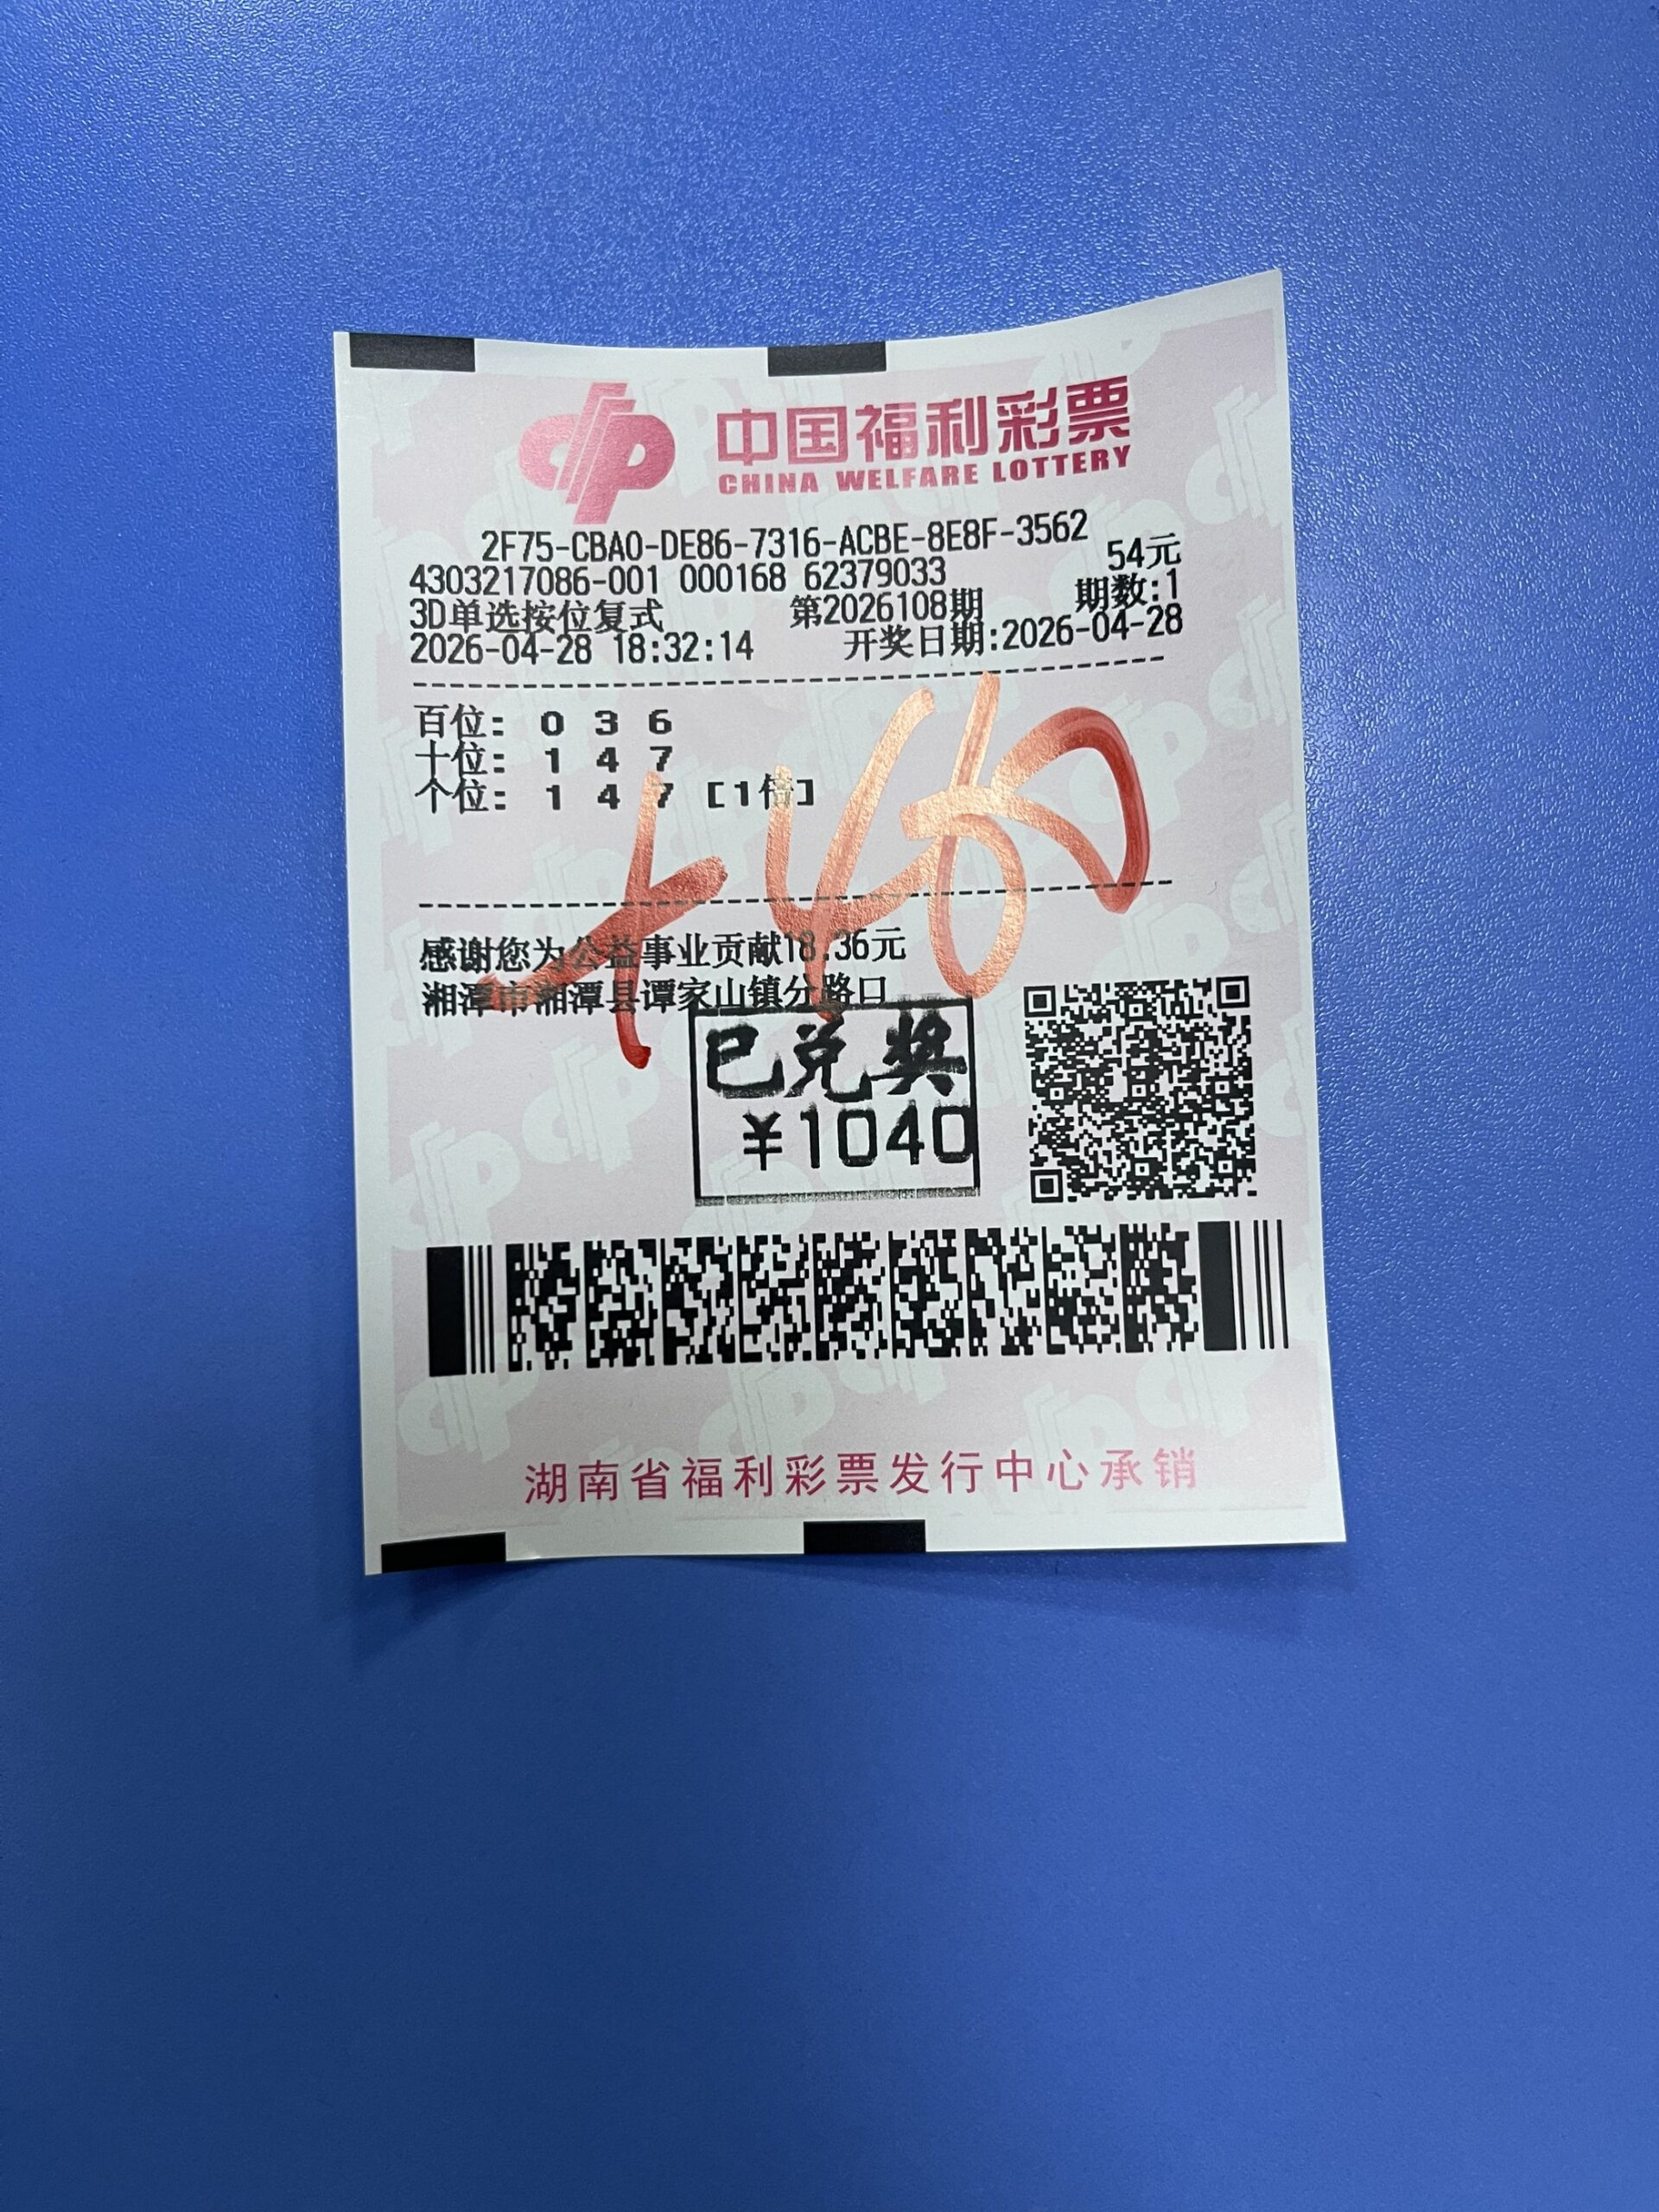 中国福利彩票
CHINA WELFARE LOTTERY
2F75-CBA0-DE86-7316-ACBE-8E8F-3562
4303217086-001 000168 62379033 54元
3D单选按位复式 第2026108期 期数:1
2026-04-28 18:32:14 开奖日期:2026-04-28
百位: 0 3 6
十位: 1 4 7
个位: 1 4 7 [1倍]
感谢您为公益事业贡献18.36元
湘潭市湘潭县谭家山镇分路口
已兑奖
¥1040
湖南省福利彩票发行中心承销